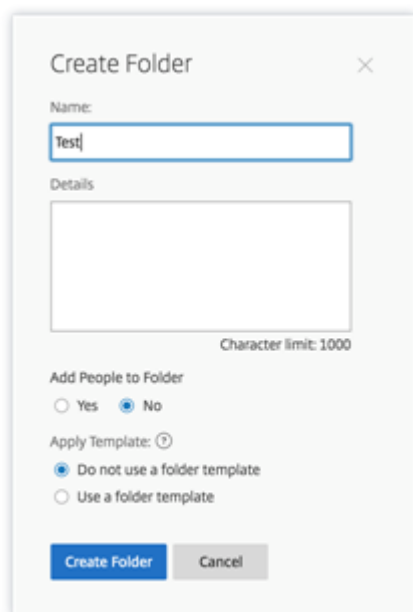 Create Folder
Name:
Test
Details
Character limit: 1000
Add People to Folder
Yes No
Apply Template: ?
Do not use a folder template
Use a folder template
Create Folder Cancel